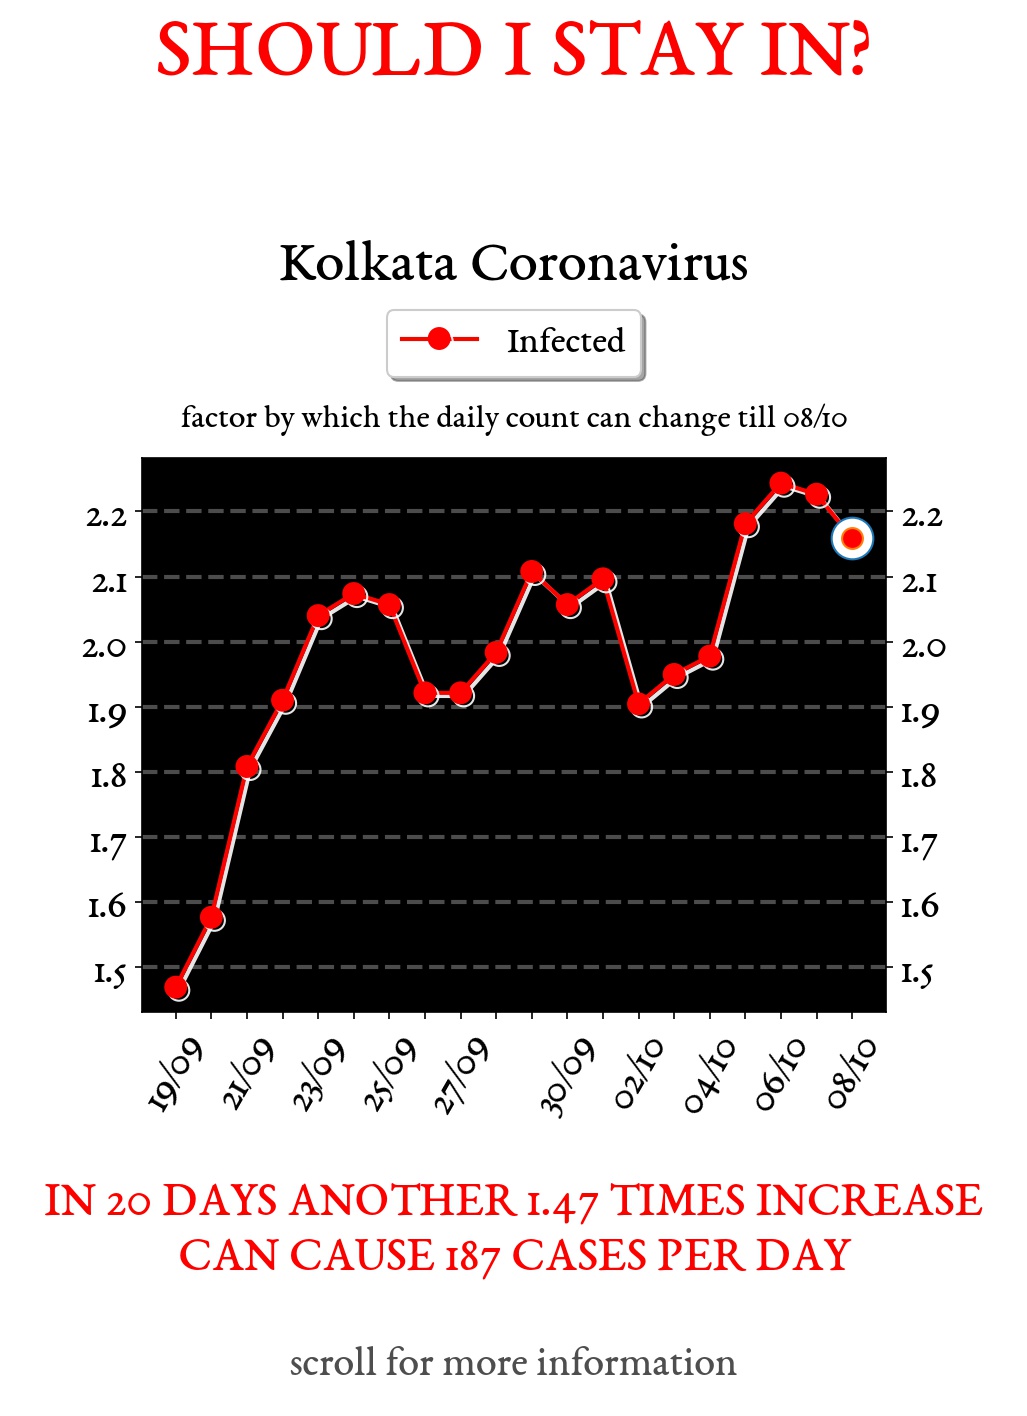 SHOULD I STAY IN?
Kolkata Coronavirus
Infected
factor by which the daily count can change till 08/10
2.2 2.2
2.1 2.1
2.0 2.0
1.9 1.9
1.8 1.8
1.7 1.7
1.6 1.6
1.5 1.5
19/09 21/09 23/09 25/09 27/09 30/09 02/10 04/10 06/10 08/10
IN 20 DAYS ANOTHER 1.47 TIMES INCREASE
CAN CAUSE 187 CASES PER DAY
scroll for more information